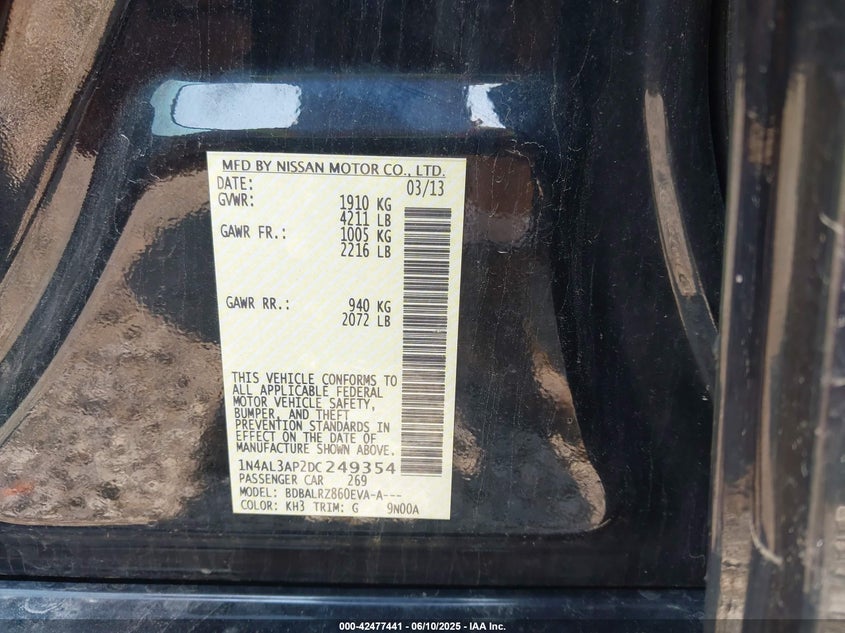 MFD BY NISSAN MOTOR CO., LTD.
DATE: 03/13
GVWR: 1910 KG
4211 LB
GAWR FR.: 1005 KG
2216 LB
GAWR RR.: 940 KG
2072 LB
THIS VEHICLE CONFORMS TO
ALL APPLICABLE FEDERAL
MOTOR VEHICLE SAFETY,
BUMPER, AND THEFT
PREVENTION STANDARDS IN
EFFECT ON THE DATE OF
MANUFACTURE SHOWN ABOVE.
1N4AL3AP2DC249354
PASSENGER CAR 269
MODEL: BDBALRZ860EVA-A---
COLOR: KH3 TRIM: G 9N00A
000-42477441 - 06/10/2025 - IAA Inc.